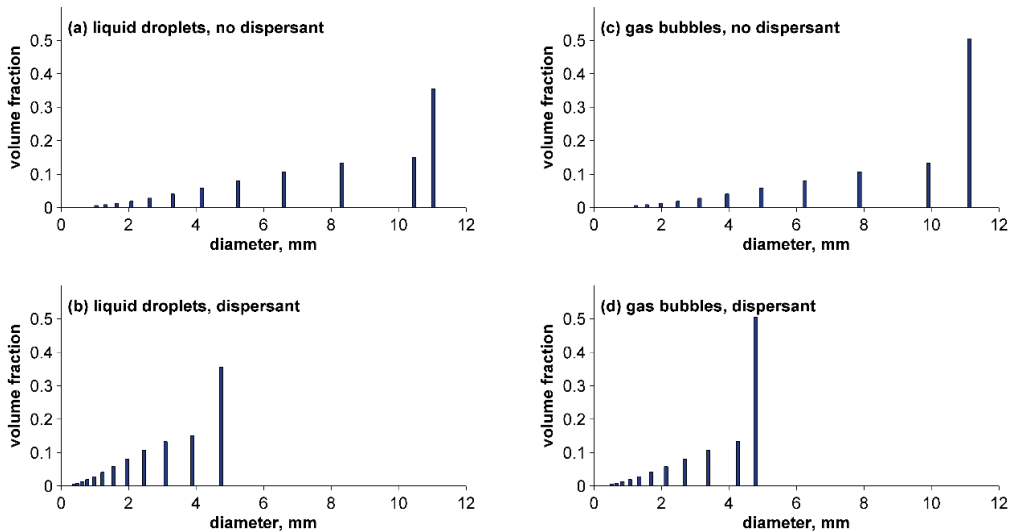 (a) liquid droplets, no dispersant
volume fraction
0.5
0.4
0.3
0.2
0.1
0
0 2 4 6 8 10 12
diameter, mm
(c) gas bubbles, no dispersant
volume fraction
0.5
0.4
0.3
0.2
0.1
0
0 2 4 6 8 10 12
diameter, mm
(b) liquid droplets, dispersant
volume fraction
0.5
0.4
0.3
0.2
0.1
0
0 2 4 6 8 10 12
diameter, mm
(d) gas bubbles, dispersant
volume fraction
0.5
0.4
0.3
0.2
0.1
0
0 2 4 6 8 10 12
diameter, mm